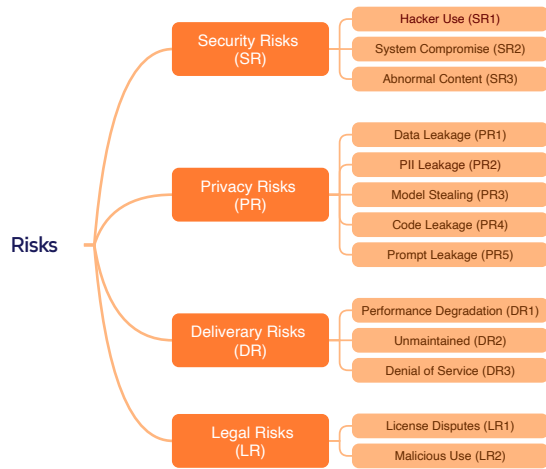 Risks
Security Risks
(SR)
Hacker Use (SR1)
System Compromise (SR2)
Abnormal Content (SR3)
Privacy Risks
(PR)
Data Leakage (PR1)
PII Leakage (PR2)
Model Stealing (PR3)
Code Leakage (PR4)
Prompt Leakage (PR5)
Deliverary Risks
(DR)
Performance Degradation (DR1)
Unmaintained (DR2)
Denial of Service (DR3)
Legal Risks
(LR)
License Disputes (LR1)
Malicious Use (LR2)